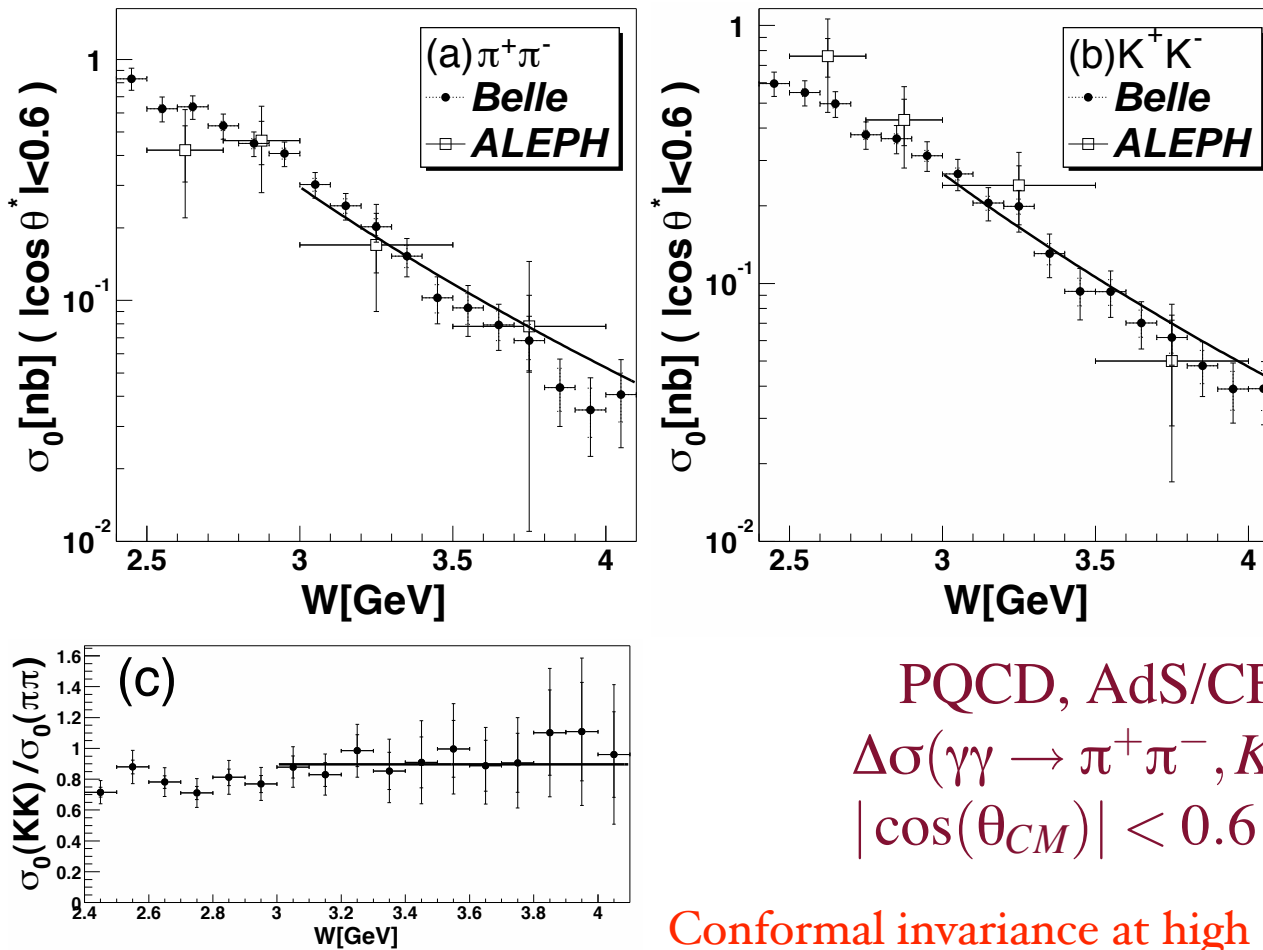 (a) π⁺π⁻
Belle
ALEPH
1
10⁻¹
10⁻²
σ₀[nb] ( |cos θ* |<0.6 )
2.5 3 3.5 4
W[GeV]
(b) K⁺K⁻
Belle
ALEPH
1
10⁻¹
10⁻²
σ₀[nb] ( |cos θ* |<0.6 )
2.5 3 3.5 4
W[GeV]
(c)
1.6
1.4
1.2
1
0.8
0.6
0.4
0.2
0
σ₀(KK) /σ₀(ππ)
2.4 2.6 2.8 3 3.2 3.4 3.6 3.8 4
W[GeV]
PQCD, AdS/C
Δσ(γγ → π⁺π⁻, K
|cos(θ_CM)| < 0.6
Conformal invariance at high